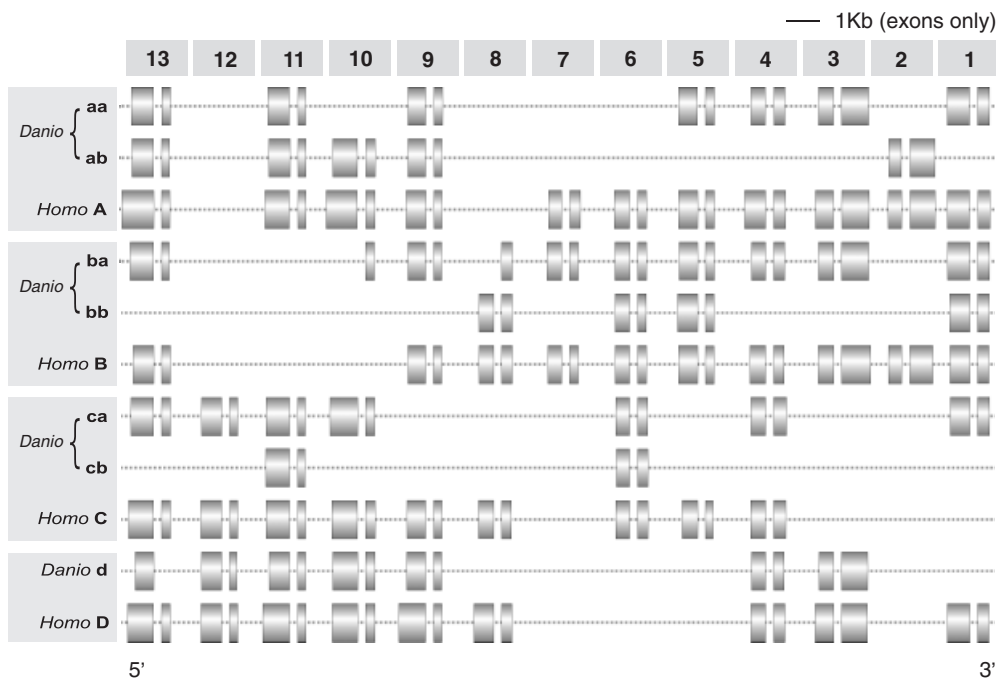 1Kb (exons only)
13 12 11 10 9 8 7 6 5 4 3 2 1
Danio
aa
ab
Homo A
Danio
ba
bb
Homo B
Danio
ca
cb
Homo C
Danio d
Homo D
5’ 3’